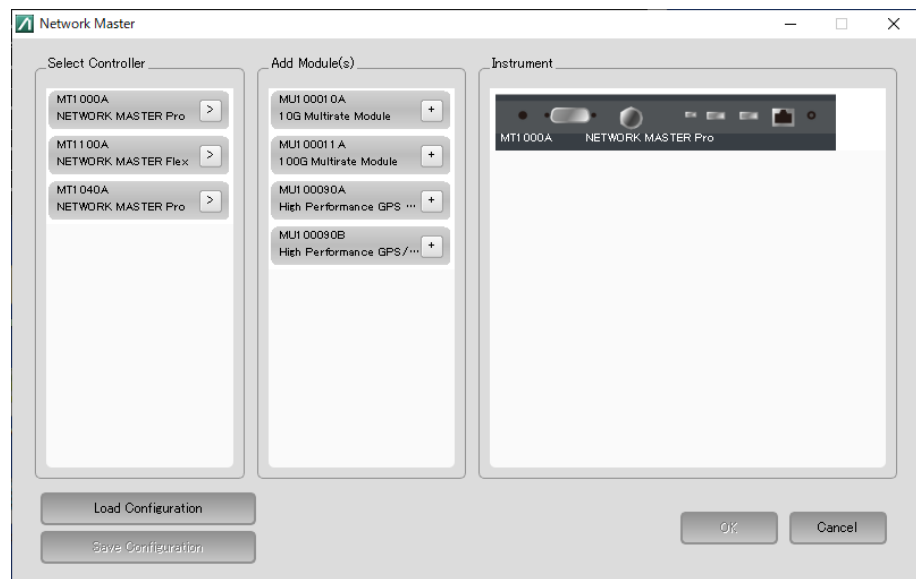 Network Master
Select Controller
MT1000A
NETWORK MASTER Pro
>
MT1100A
NETWORK MASTER Flex
>
MT1040A
NETWORK MASTER Pro
>
Add Module(s)
MU100010A
10G Multirate Module
+
MU100011A
100G Multirate Module
+
MU100090A
High Performance GPS …
+
MU100090B
High Performance GPS/…
+
Instrument
MT1000A NETWORK MASTER Pro
Load Configuration
Save Configuration
OK
Cancel